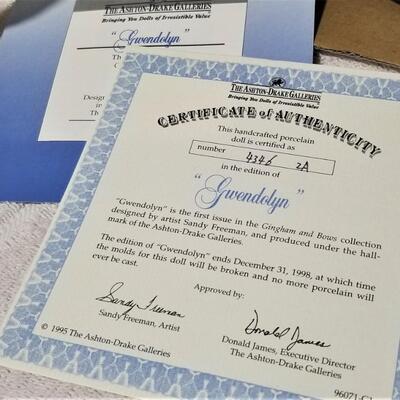 THE ASHTON-DRAKE GALLERIES
Bringing You Dolls of Irresistible Value
"Gwendolyn"
Th
C
Design
THE ASHTON-DRAKE GALLERIES
Bringing You Dolls of Irresistible Value
CERTIFICATE of AUTHENTICITY
This handcrafted porcelain
doll is certified as
number 4346 2A
in the edition of
"Gwendolyn"
"Gwendolyn" is the first issue in the Gingham and Bows collection
designed by artist Sandy Freeman, and produced under the hall-
mark of the Ashton-Drake Galleries.
The edition of "Gwendolyn" ends December 31, 1998, at which time
the molds for this doll will be broken and no more porcelain will
ever be cast.
Approved by:
Sandy Freeman
Sandy Freeman, Artist
Donald James
Donald James, Executive Director
The Ashton-Drake Galleries
© 1995 The Ashton-Drake Galleries
96071-C1